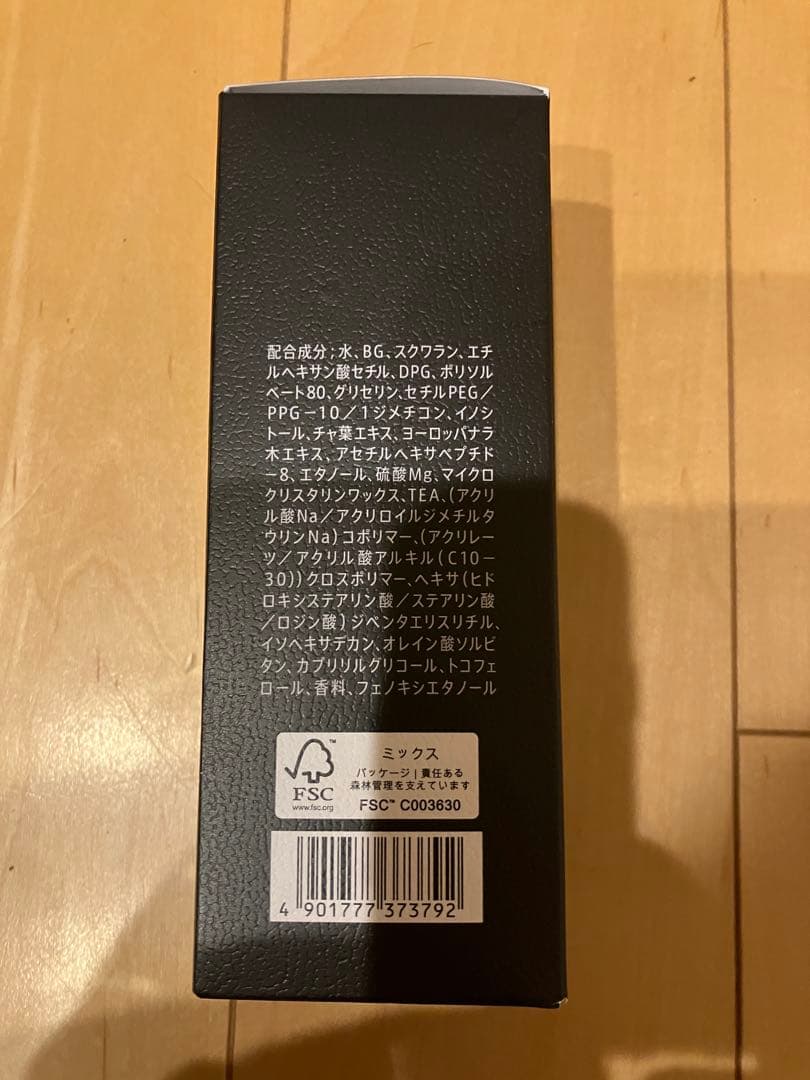 配合成分；水、BG、スクワラン、エチ
ルヘキサン酸セチル、DPG、ポリソル
ベート80、グリセリン、セチルPEG／
PPG－10／1ジメチコン、イノシ
トール、チャ葉エキス、ヨーロッパナラ
木エキス、アセチルヘキサペプチド
－8、エタノール、硫酸Mg、マイクロ
クリスタリンワックス、TEA、（アクリ
ル酸Na／アクリロイルジメチルタ
ウリンNa）コポリマー、（アクリレー
ツ／アクリル酸アルキル（C10－
30））クロスポリマー、ヘキサ（ヒド
ロキシステアリン酸／ステアリン酸
／ロジン酸）ジペンタエリスリチル、
イソヘキサデカン、オレイン酸ソルビ
タン、カプリリルグリコール、トコフェ
ロール、香料、フェノキシエタノール
™
FSC
www.fsc.org
ミックス
パッケージ｜責任ある
森林管理を支えています
FSC™ C003630
4 901777 373792